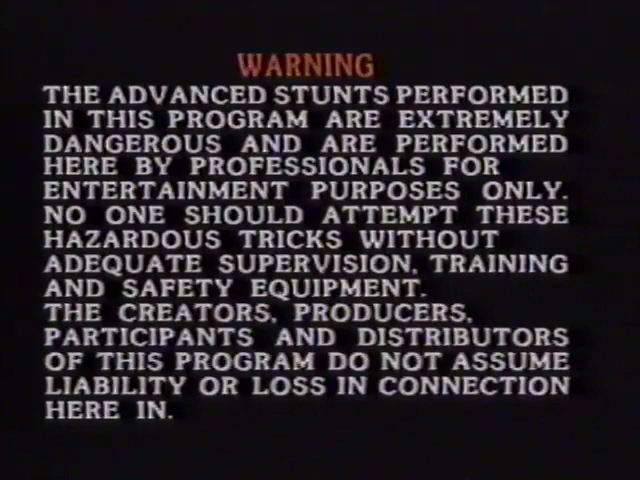 WARNING
THE ADVANCED STUNTS PERFORMED
IN THIS PROGRAM ARE EXTREMELY
DANGEROUS AND ARE PERFORMED
HERE BY PROFESSIONALS FOR
ENTERTAINMENT PURPOSES ONLY.
NO ONE SHOULD ATTEMPT THESE
HAZARDOUS TRICKS WITHOUT
ADEQUATE SUPERVISION, TRAINING
AND SAFETY EQUIPMENT.
THE CREATORS, PRODUCERS,
PARTICIPANTS AND DISTRIBUTORS
OF THIS PROGRAM DO NOT ASSUME
LIABILITY OR LOSS IN CONNECTION
HERE IN.